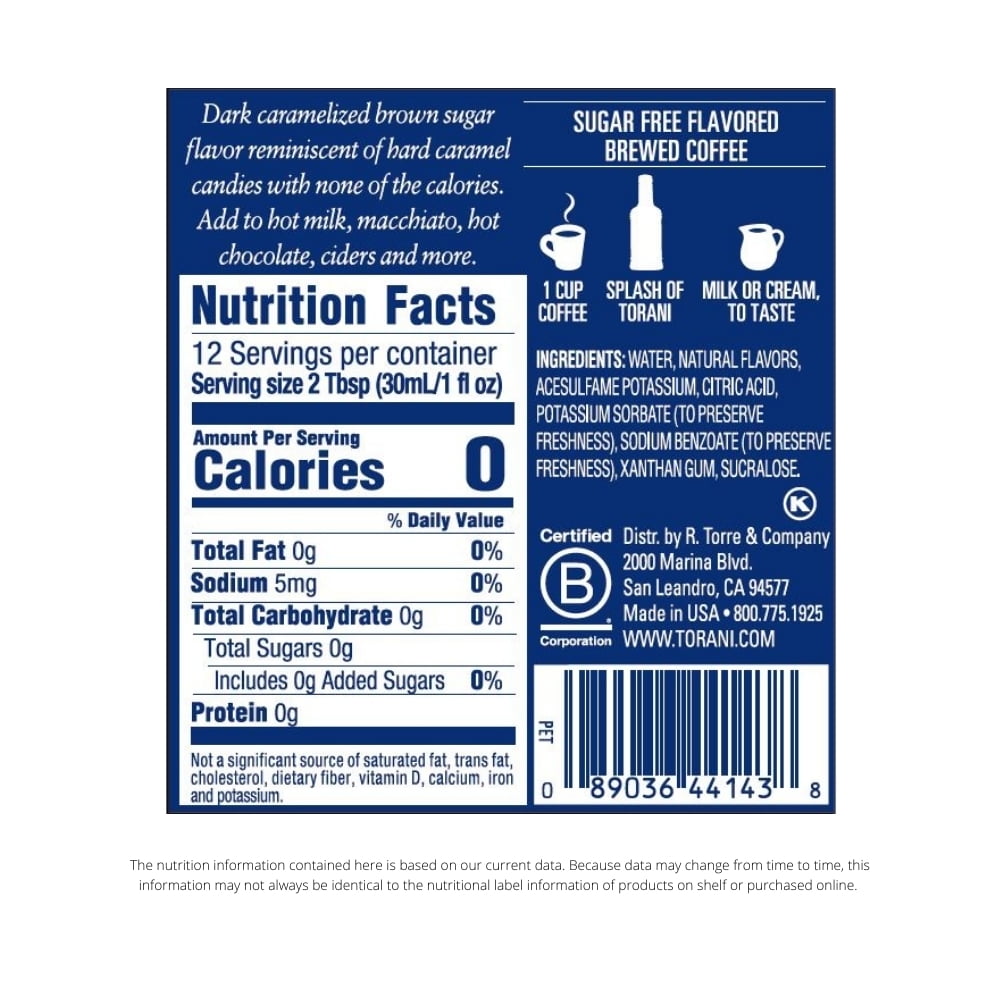 Dark caramelized brown sugar
flavor reminiscent of hard caramel
candies with none of the calories.
Add to hot milk, macchiato, hot
chocolate, ciders and more.
Nutrition Facts
12 Servings per container
Serving size 2 Tbsp (30mL/1 fl oz)
Amount Per Serving
Calories 0
% Daily Value
Total Fat 0g 0%
Sodium 5mg 0%
Total Carbohydrate 0g 0%
Total Sugars 0g
Includes 0g Added Sugars 0%
Protein 0g
Not a significant source of saturated fat, trans fat,
cholesterol, dietary fiber, vitamin D, calcium, iron
and potassium.
SUGAR FREE FLAVORED
BREWED COFFEE
1 CUP
COFFEE
SPLASH OF
TORANI
MILK OR CREAM,
TO TASTE
INGREDIENTS: WATER, NATURAL FLAVORS,
ACESULFAME POTASSIUM, CITRIC ACID,
POTASSIUM SORBATE (TO PRESERVE
FRESHNESS), SODIUM BENZOATE (TO PRESERVE
FRESHNESS), XANTHAN GUM, SUCRALOSE.
K
Certified
B
Corporation
Distr. by R. Torre & Company
2000 Marina Blvd.
San Leandro, CA 94577
Made in USA • 800.775.1925
WWW.TORANI.COM
PET
0 89036 44143 8
The nutrition information contained here is based on our current data. Because data may change from time to time, this
information may not always be identical to the nutritional label information of products on shelf or purchased online.